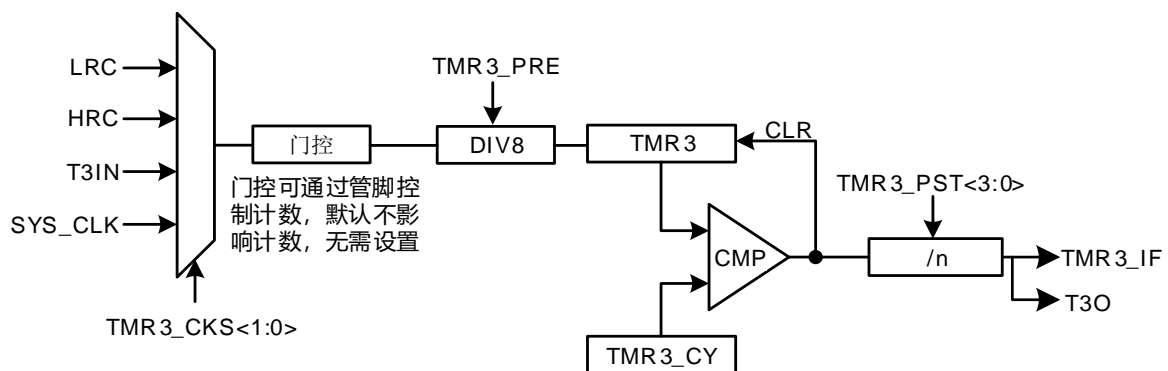 LRC
HRC
T3IN
SYS_CLK
TMR3_CKS<1:0>
门控
门控可通过管脚控
制计数，默认不影
响计数，无需设置
TMR3_PRE
DIV8
TMR3
CLR
CMP
TMR3_CY
TMR3_PST<3:0>
/n
TMR3_IF
T3O